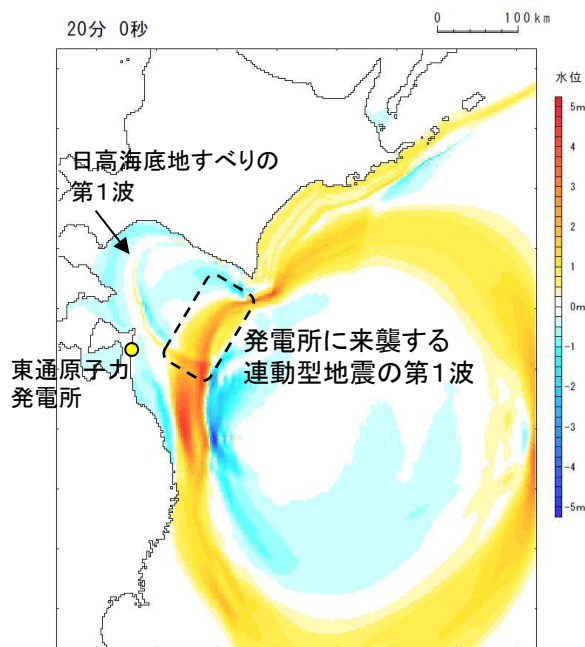 20分 0秒
0 100km
水位
5m
4
3
2
1
0m
-1
-2
-3
-4
-5m
日高海底地すべりの
第1波
発電所に来襲する
連動型地震の第1波
東通原子力
発電所